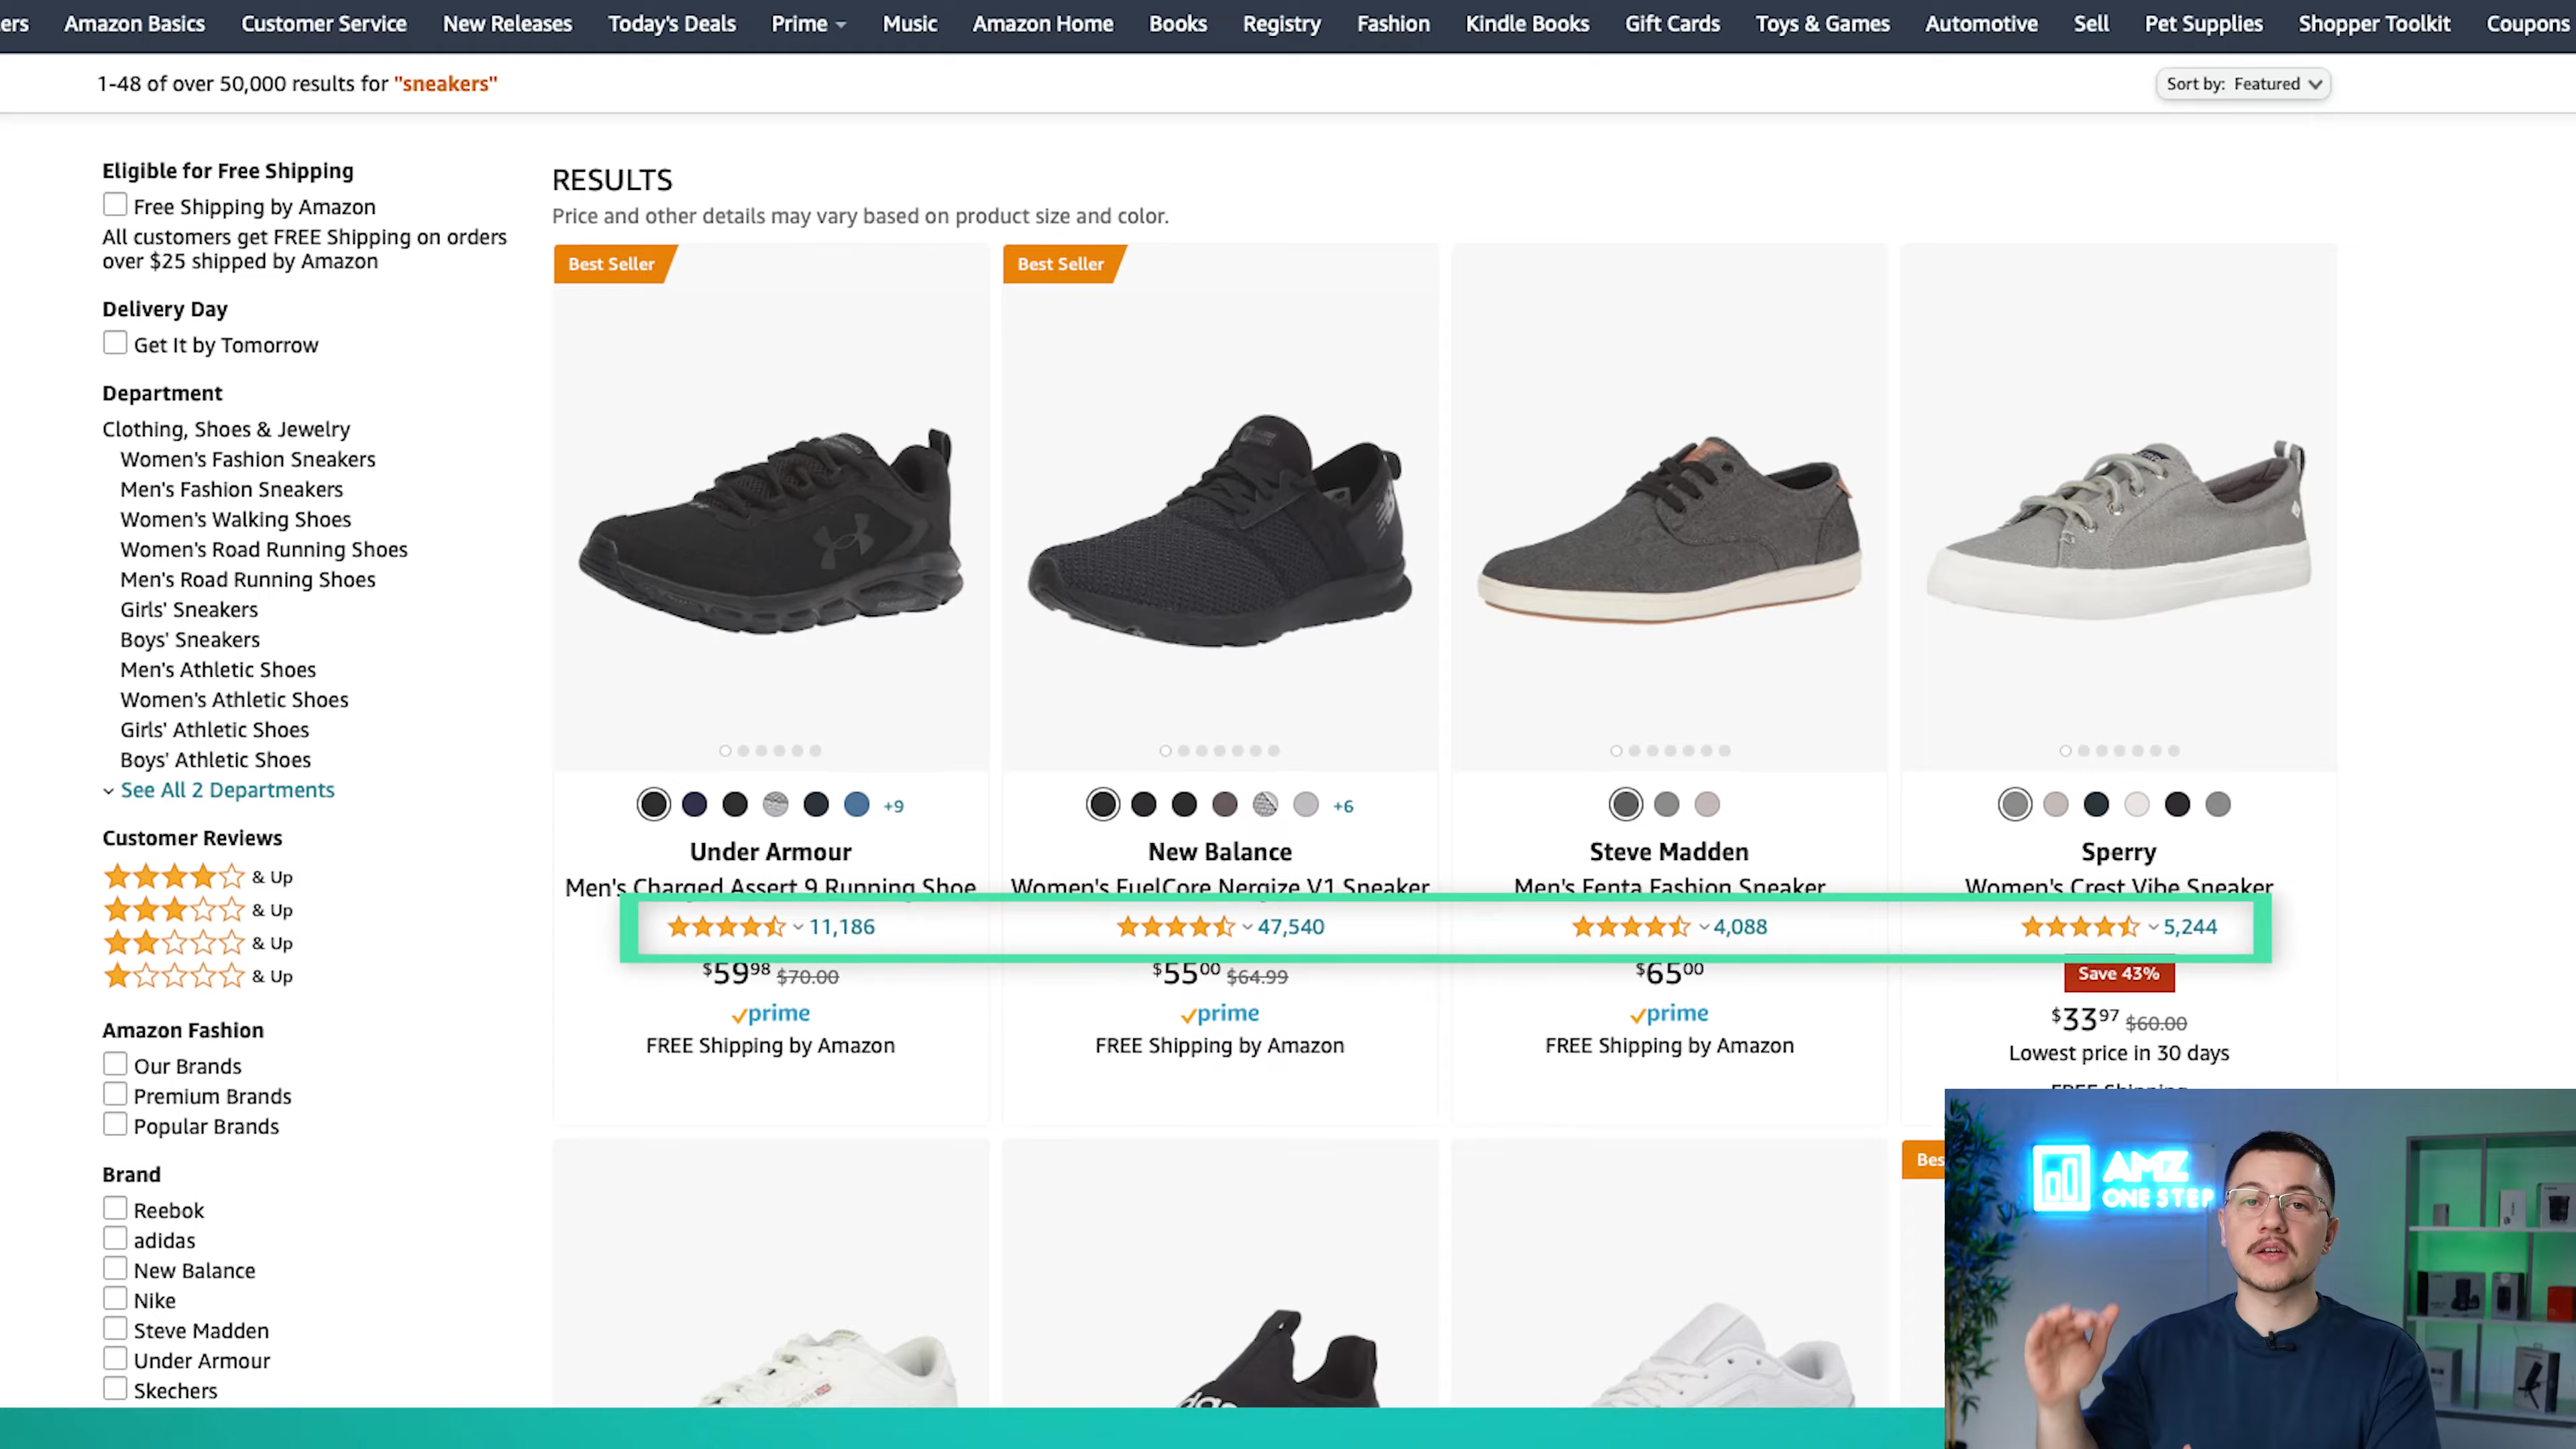 ers Amazon Basics Customer Service New Releases Today's Deals Prime Music Amazon Home Books Registry Fashion Kindle Books Gift Cards Toys & Games Automotive Sell Pet Supplies Shopper Toolkit Coupons
1-48 of over 50,000 results for "sneakers"
Sort by: Featured
Eligible for Free Shipping
Free Shipping by Amazon
All customers get FREE Shipping on orders
over $25 shipped by Amazon
Delivery Day
Get It by Tomorrow
Department
Clothing, Shoes & Jewelry
Women's Fashion Sneakers
Men's Fashion Sneakers
Women's Walking Shoes
Women's Road Running Shoes
Men's Road Running Shoes
Girls' Sneakers
Boys' Sneakers
Men's Athletic Shoes
Women's Athletic Shoes
Girls' Athletic Shoes
Boys' Athletic Shoes
See All 2 Departments
Customer Reviews
& Up
& Up
& Up
& Up
Amazon Fashion
Our Brands
Premium Brands
Popular Brands
Brand
Reebok
adidas
New Balance
Nike
Steve Madden
Under Armour
Skechers
RESULTS
Price and other details may vary based on product size and color.
Best Seller
+9
Under Armour
Men's Charged Assert 9 Running Shoe
11,186
$59.98 $70.00
prime
FREE Shipping by Amazon
Best Seller
+6
New Balance
Women's FuelCore Nergize V1 Sneaker
47,540
$55.00 $64.99
prime
FREE Shipping by Amazon
Steve Madden
Men's Fenta Fashion Sneaker
4,088
$65.00
prime
FREE Shipping by Amazon
Sperry
Women's Crest Vibe Sneaker
5,244
Save 43%
$33.97 $60.00
Lowest price in 30 days
FREE Shipping
Bes
AMZ
ONE STEP